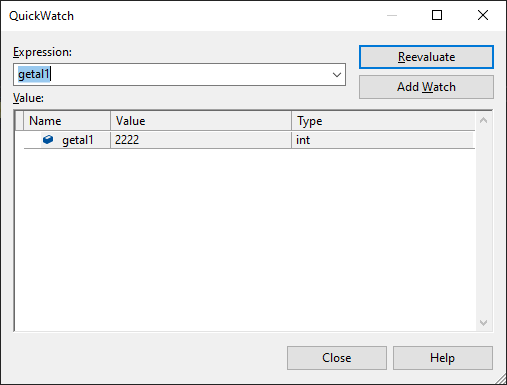 QuickWatch
Expression:
getal1
Reevaluate
Add Watch
Value:
Name Value Type
getal1 2222 int
Close Help